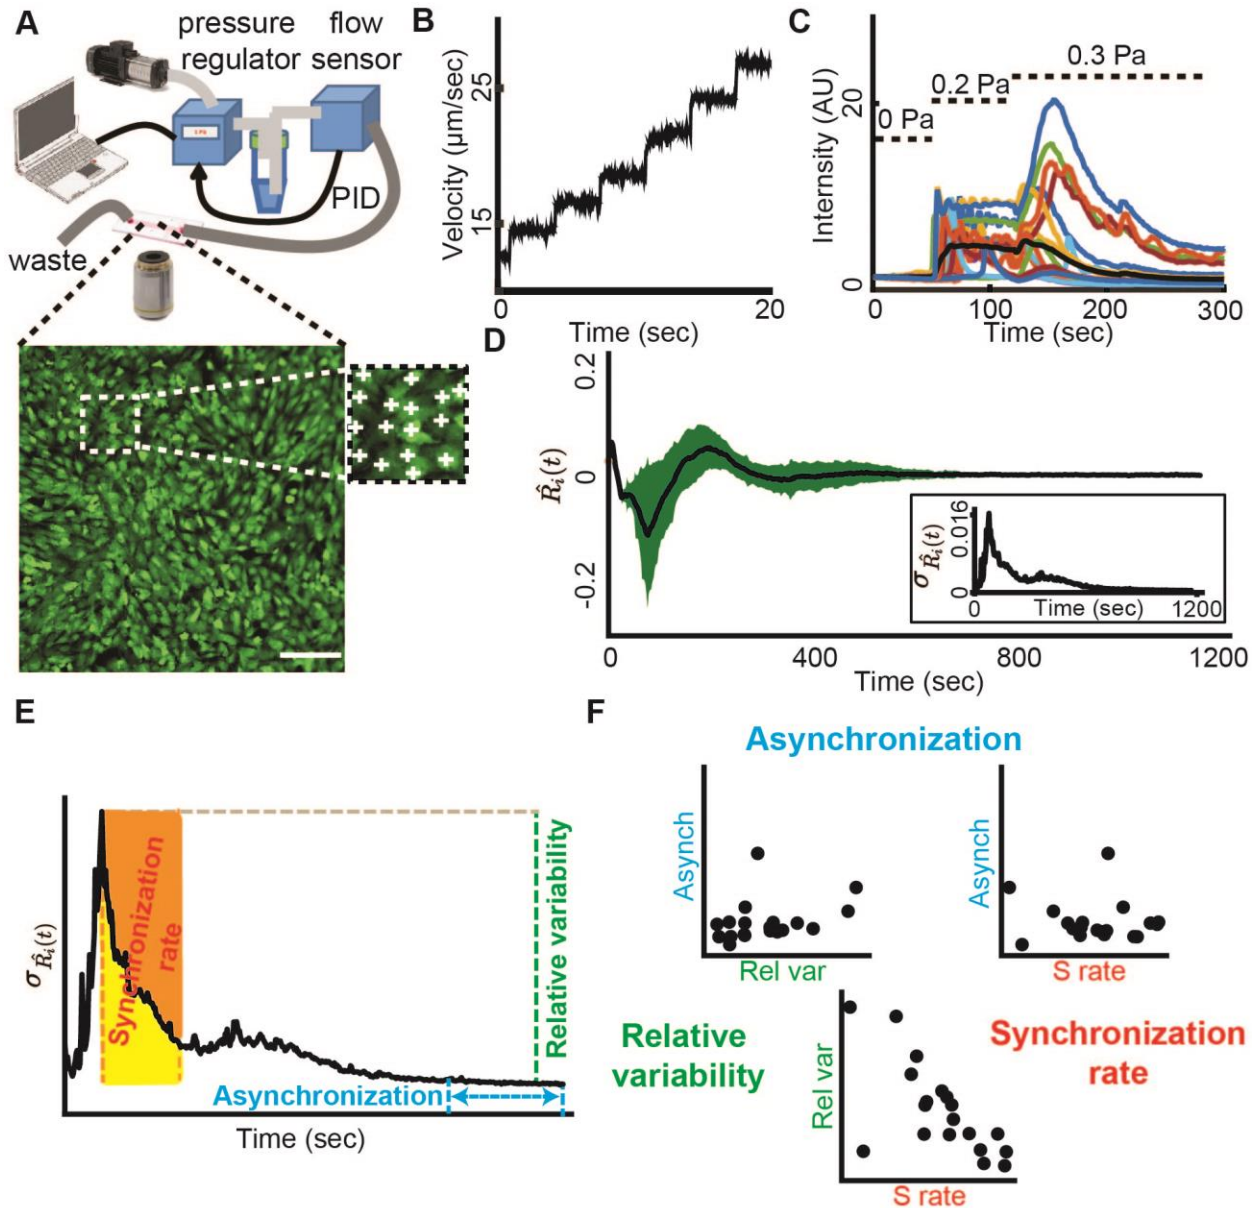 A
pressure
regulator
flow
sensor
PID
waste
B
Velocity (µm/sec)
25
15
0
20
Time (sec)
C
Internsity (AU)
20
0
0 Pa
0.2 Pa
0.3 Pa
0
100
200
300
Time (sec)
D
R̂ᵢ(t)
0.2
0
-0.2
0
400
800
1200
Time (sec)
σ R̂ᵢ(t)
0.016
0
0
Time (sec)
1200
E
σ R̂ᵢ(t)
Synchronization
rate
Relative variability
Asynchronization
Time (sec)
F
Asynchronization
Asynch
Rel var
Asynch
S rate
Relative
variability
Synchronization
rate
Rel var
S rate